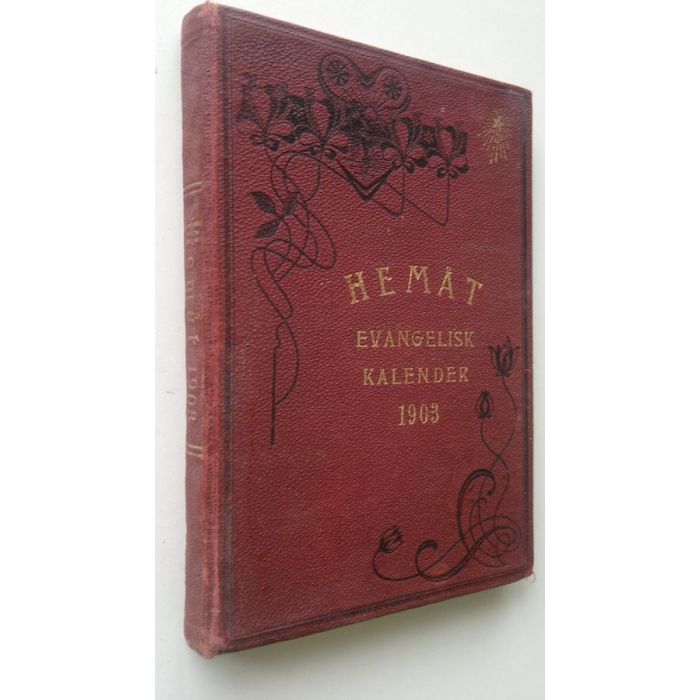 Hemåt 1903
HEMÅT
EVANGELISK
KALENDER
1903